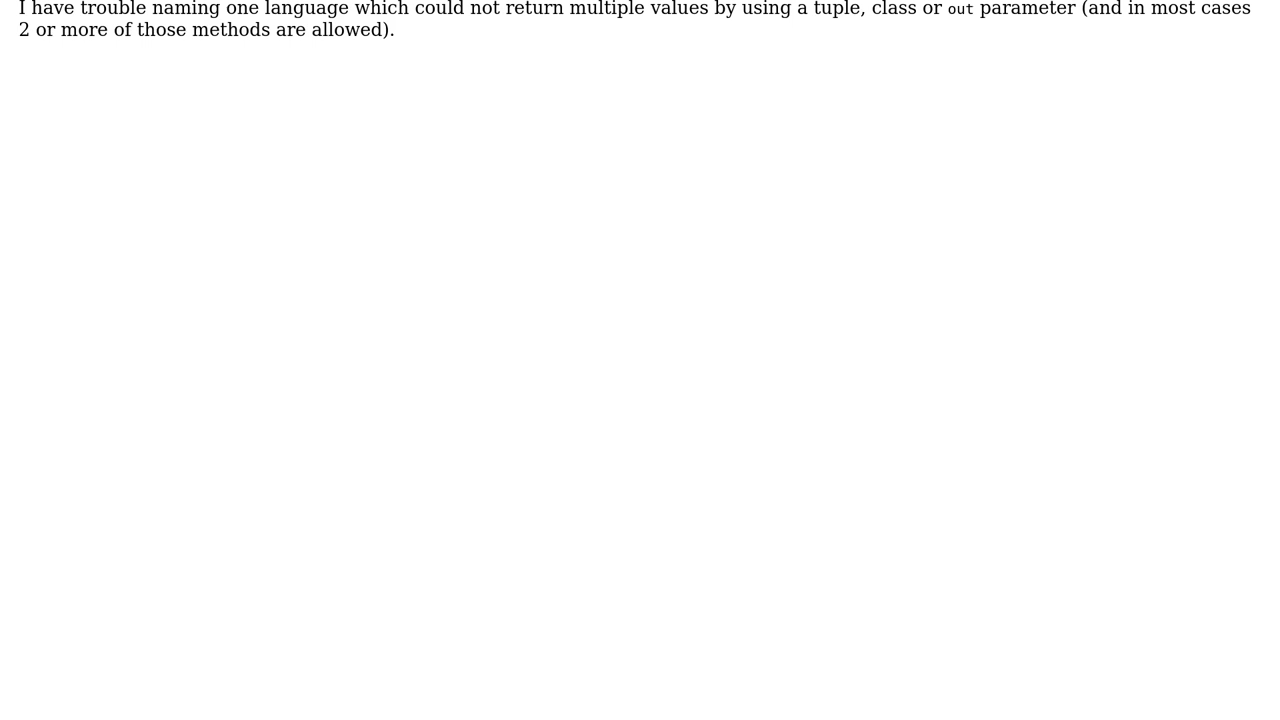 I have trouble naming one language which could not return multiple values by using a tuple, class or out parameter (and in most cases
2 or more of those methods are allowed).